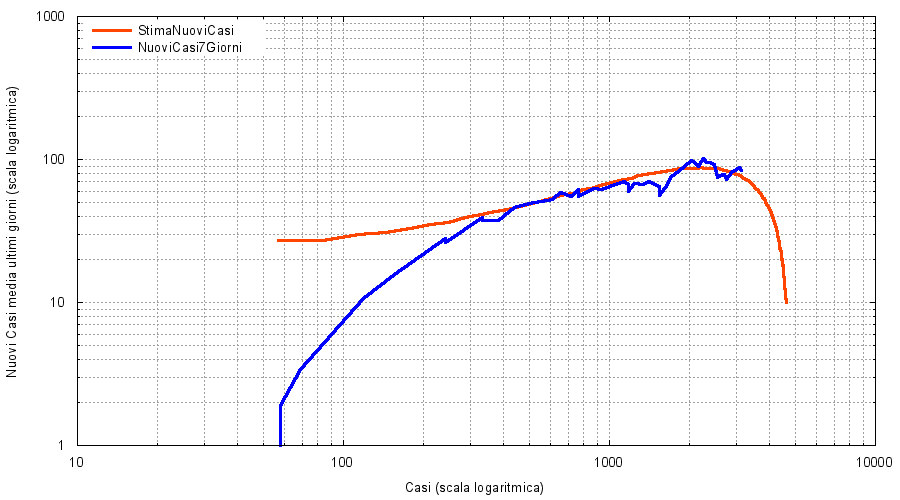 1000
StimaNuoviCasi
NuoviCasi7Giorni
100
10
1
Nuovi Casi media ultimi giorni (scala logaritmica)
10
100
1000
10000
Casi (scala logaritmica)